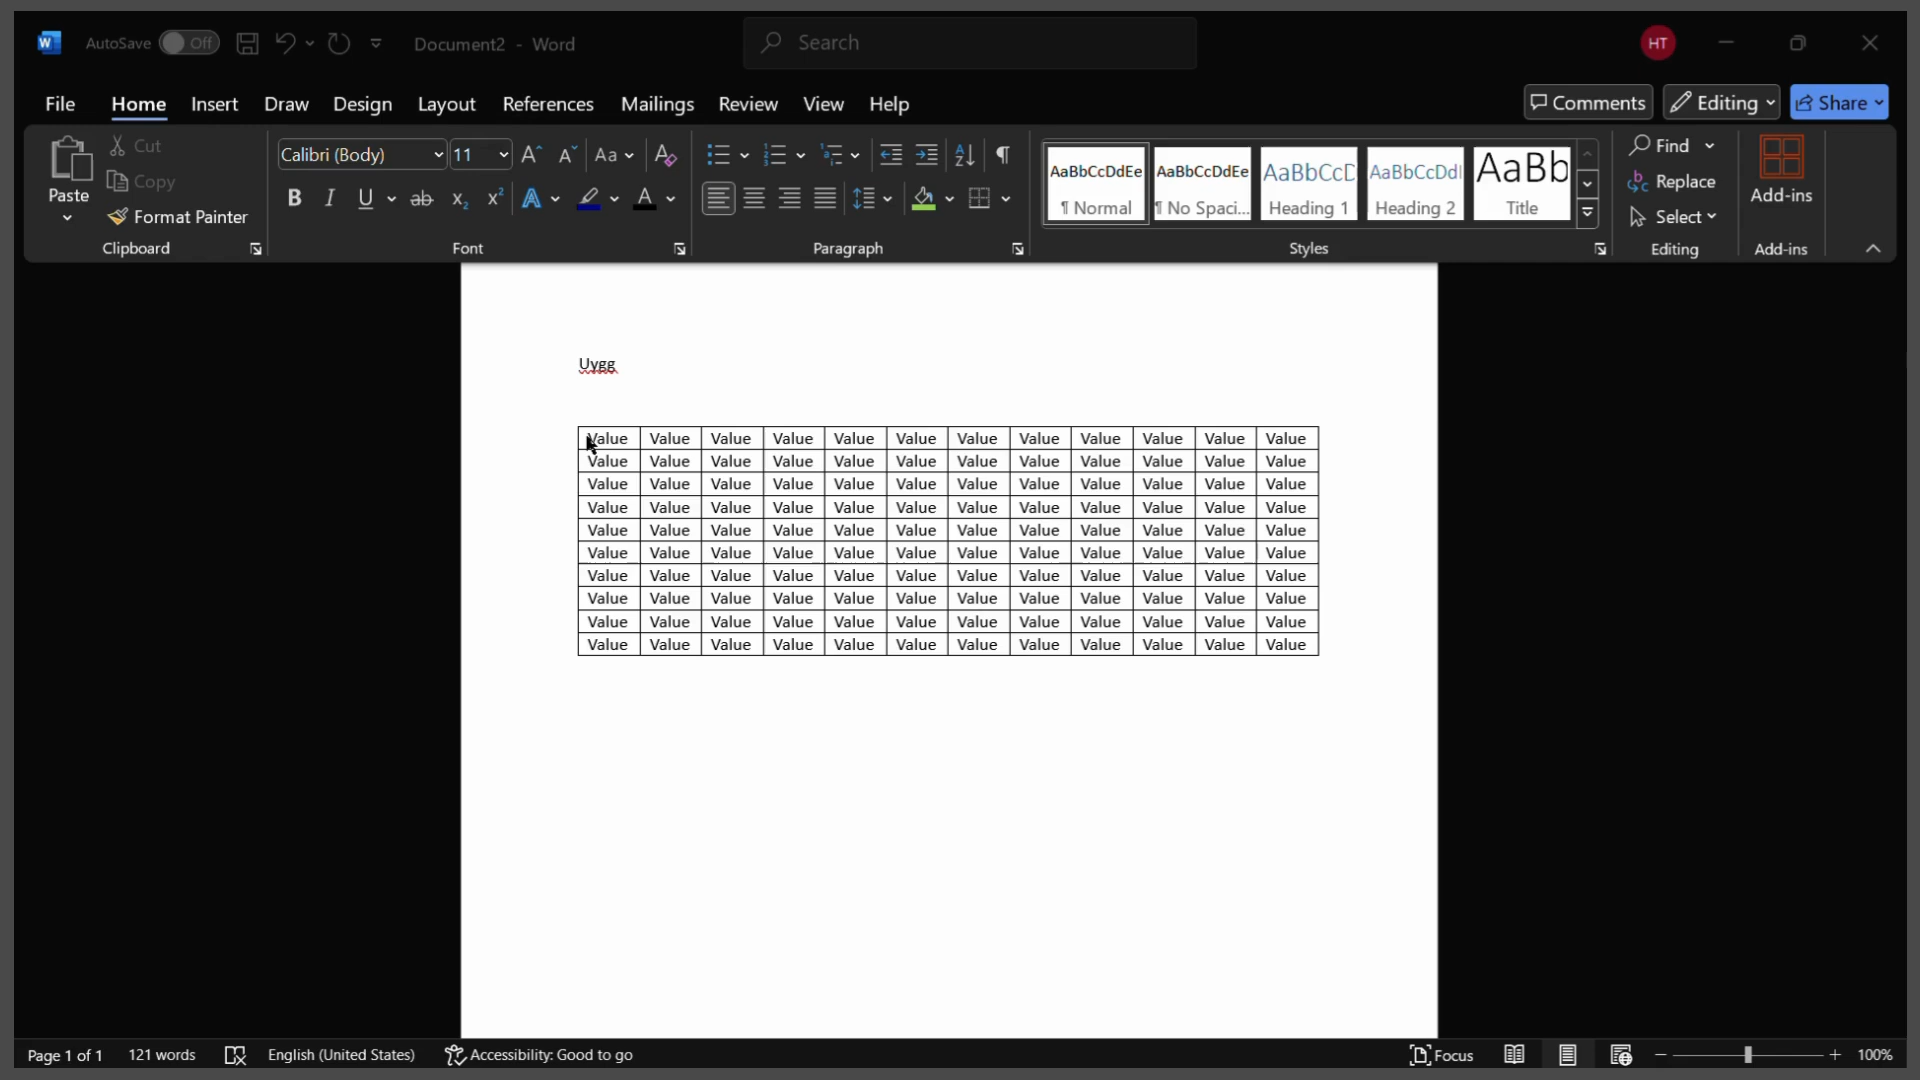 AutoSave Off Document2 - Word Search HT
File Home Insert Draw Design Layout References Mailings Review View Help Comments Editing Share
Paste Cut Copy Format Painter Clipboard
Calibri (Body) 11 Font
Paragraph
AaBbCcDdEe ¶ Normal AaBbCcDdEe ¶ No Spaci... AaBbCcD Heading 1 AaBbCcDdI Heading 2 AaBb Title Styles
Find Replace Select Editing
Add-ins Add-ins
Uygg
Value Value Value Value Value Value Value Value Value Value Value Value
Value Value Value Value Value Value Value Value Value Value Value Value
Value Value Value Value Value Value Value Value Value Value Value Value
Value Value Value Value Value Value Value Value Value Value Value Value
Value Value Value Value Value Value Value Value Value Value Value Value
Value Value Value Value Value Value Value Value Value Value Value Value
Value Value Value Value Value Value Value Value Value Value Value Value
Value Value Value Value Value Value Value Value Value Value Value Value
Value Value Value Value Value Value Value Value Value Value Value Value
Value Value Value Value Value Value Value Value Value Value Value Value
Page 1 of 1 121 words English (United States) Accessibility: Good to go Focus 100%